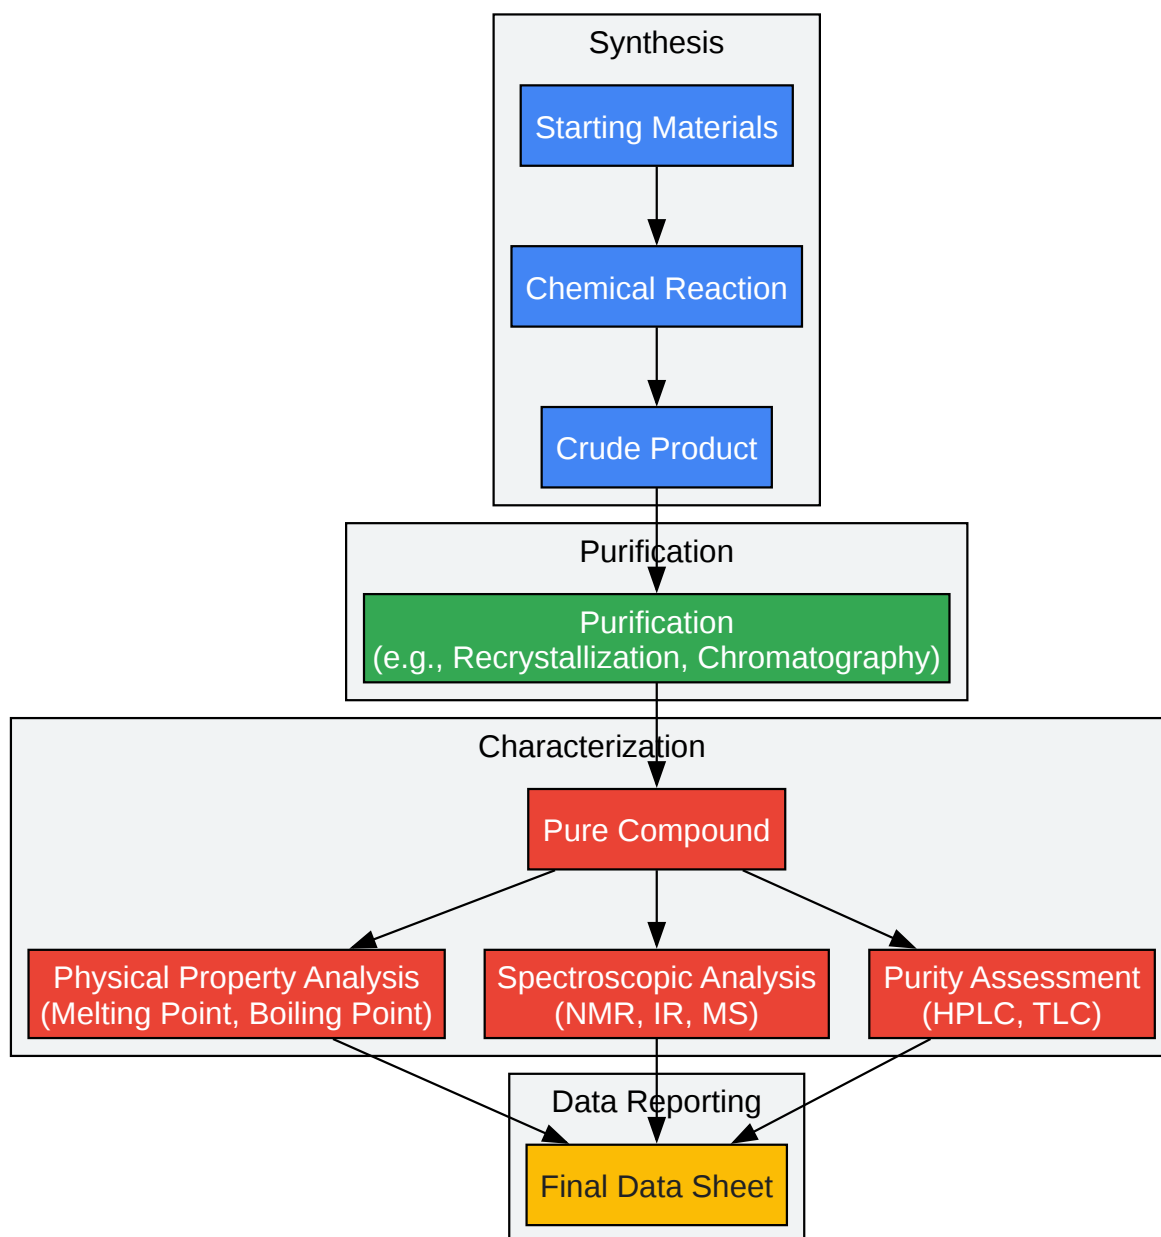 Synthesis
Starting Materials
Chemical Reaction
Crude Product
Purification
Purification
(e.g., Recrystallization, Chromatography)
Characterization
Pure Compound
Physical Property Analysis
(Melting Point, Boiling Point)
Spectroscopic Analysis
(NMR, IR, MS)
Purity Assessment
(HPLC, TLC)
Data Reporting
Final Data Sheet